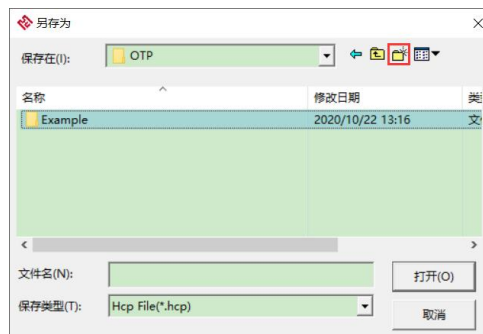 另存为
保存在(I):
OTP
名称
修改日期
Example
2020/10/22 13:16
文件名(N):
打开(O)
保存类型(T):
Hcp File(*.hcp)
取消